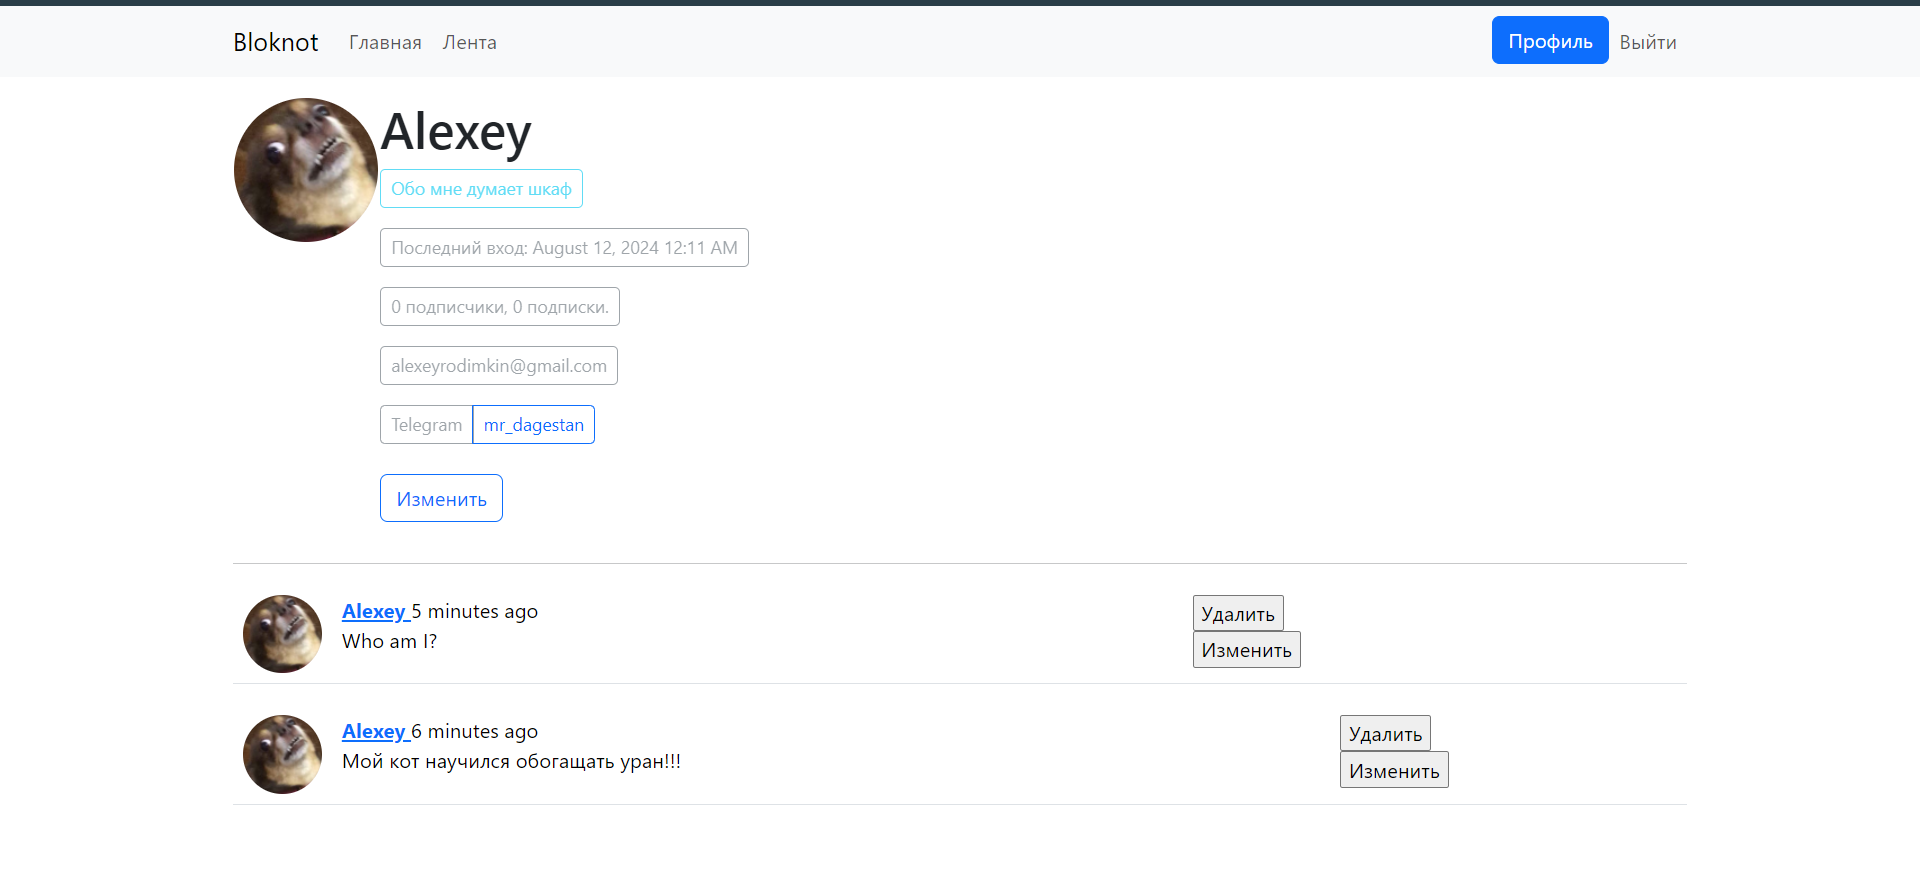 Bloknot Главная Лента Профиль Выйти
Alexey
Обо мне думает шкаф
Последний вход: August 12, 2024 12:11 AM
0 подписчики, 0 подписки.
alexeyrodimkin@gmail.com
Telegram mr_dagestan
Изменить
Alexey 5 minutes ago
Who am I?
Удалить
Изменить
Alexey 6 minutes ago
Мой кот научился обогащать уран!!!
Удалить
Изменить